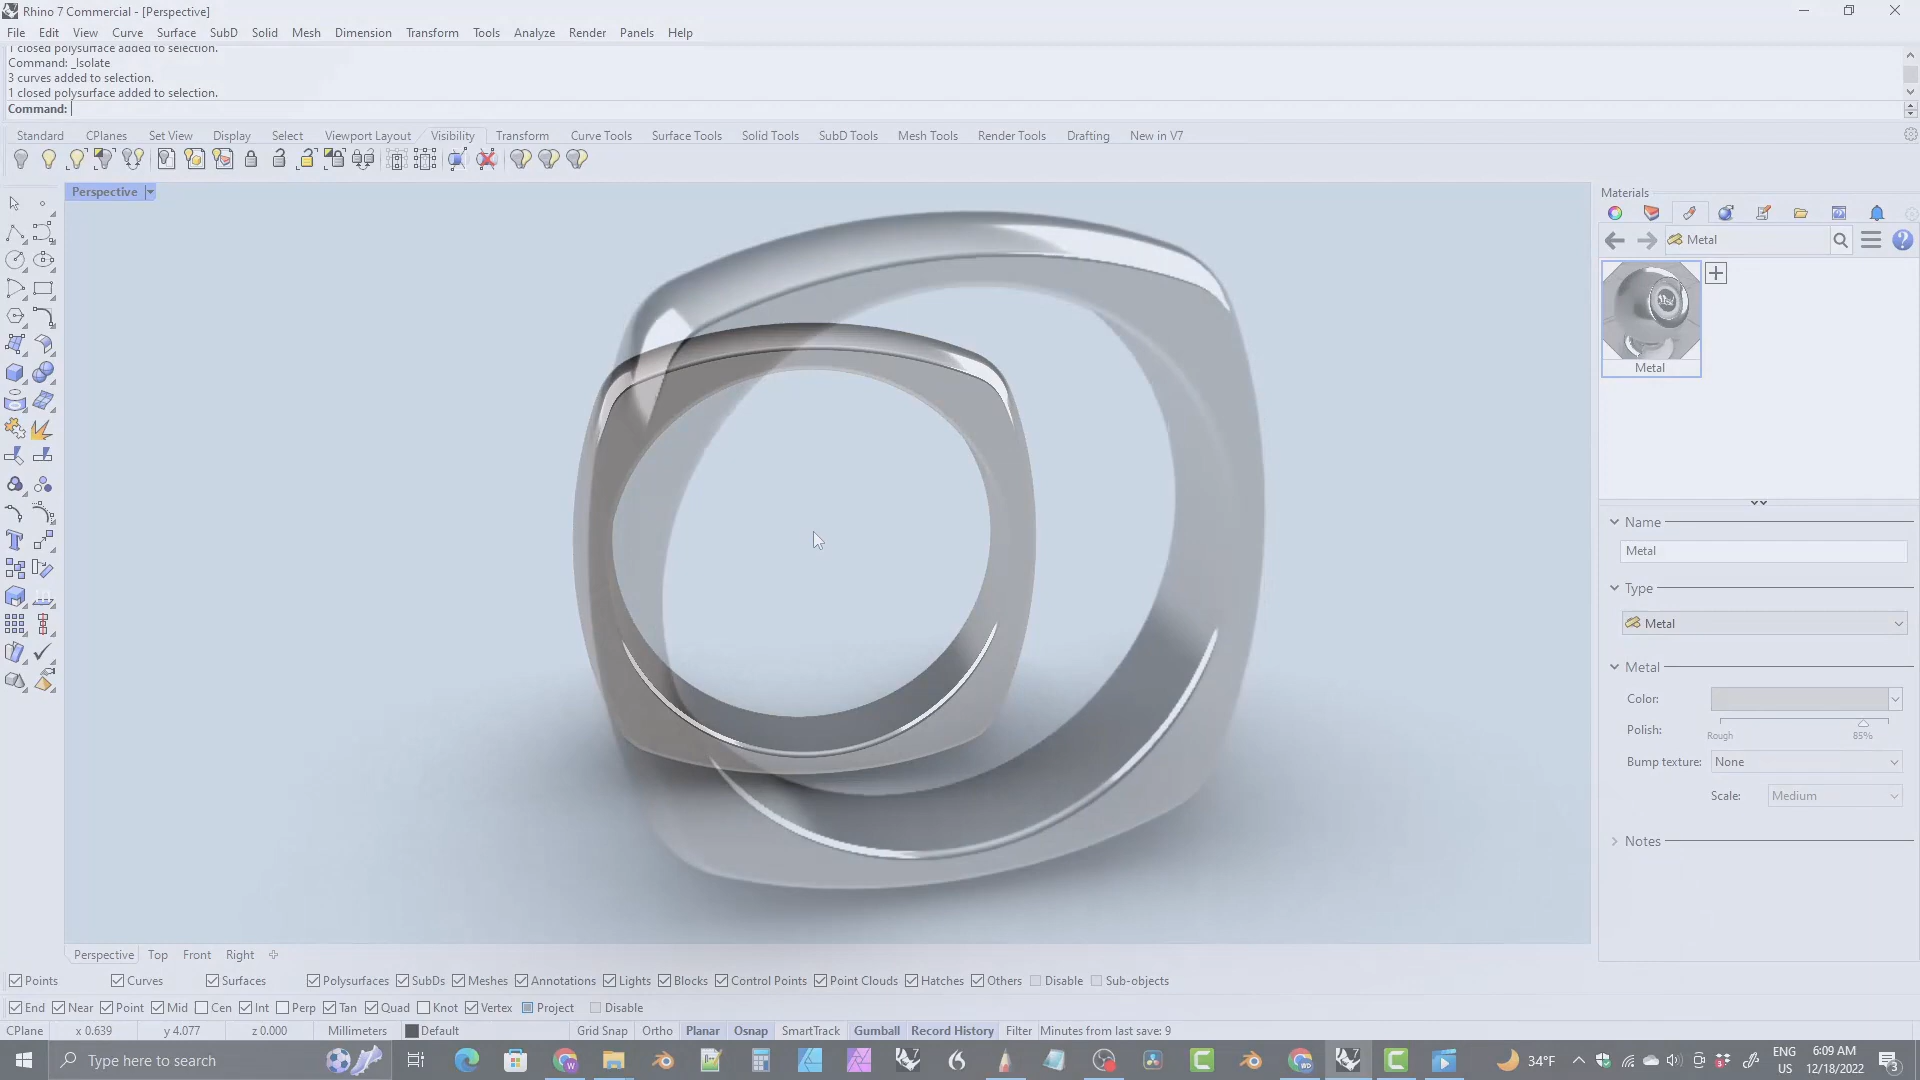 Rhino 7 Commercial - [Perspective]
File Edit View Curve Surface SubD Solid Mesh Dimension Transform Tools Analyze Render Panels Help
1 closed polysurface added to selection.
Command: _Isolate
3 curves added to selection.
1 closed polysurface added to selection.
Command:
Standard CPlanes Set View Display Select Viewport Layout Visibility Transform Curve Tools Surface Tools Solid Tools SubD Tools Mesh Tools Render Tools Drafting New in V7
Perspective
Materials
Metal
Metal
Name
Metal
Type
Metal
Metal
Color:
Polish:
Rough 85%
Bump texture: None
Scale: Medium
Notes
Perspective Top Front Right
Points Curves Surfaces Polysurfaces SubDs Meshes Annotations Lights Blocks Control Points Point Clouds Hatches Others Disable Sub-objects
End Near Point Mid Cen Int Perp Tan Quad Knot Vertex Project Disable
CPlane x 0.639 y 4.077 z 0.000 Millimeters Default Grid Snap Ortho Planar Osnap SmartTrack Gumball Record History Filter Minutes from last save: 9
Type here to search
34°F
ENG
US
6:09 AM
12/18/2022
3